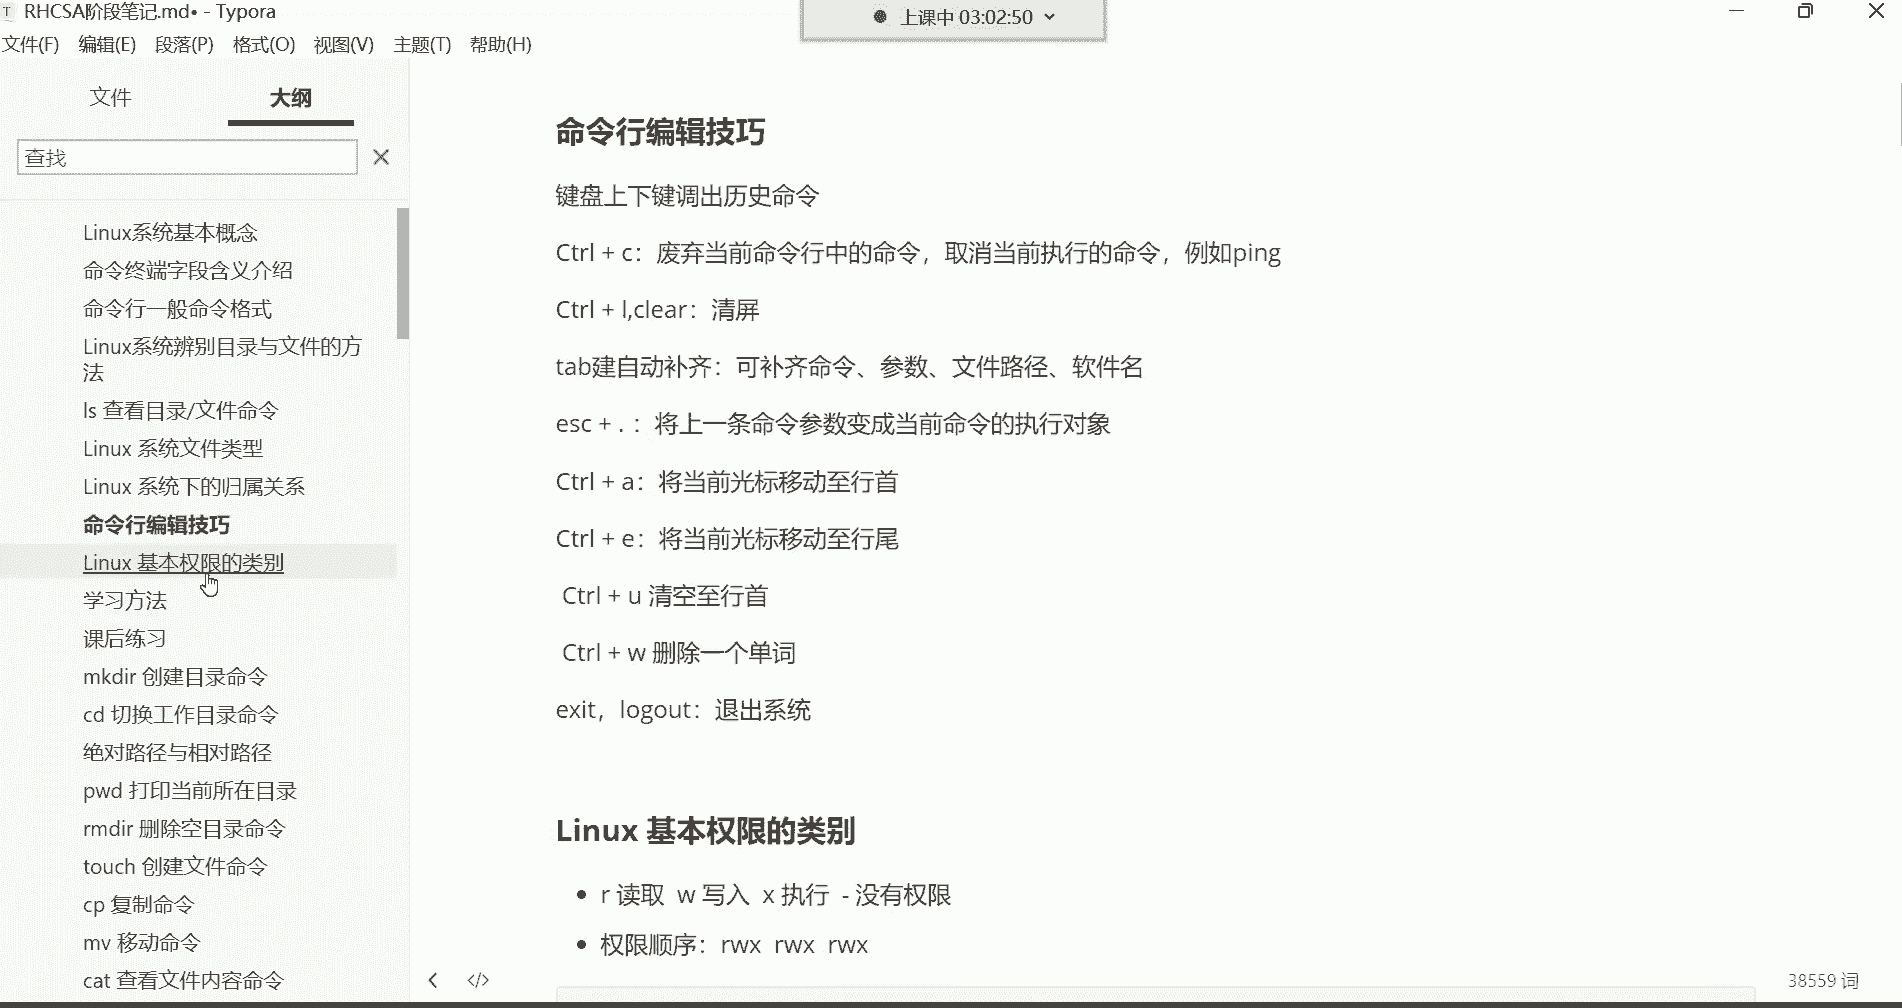 T RHCSA阶段笔记.md• - Typora
上课中 03:02:50
文件(F) 编辑(E) 段落(P) 格式(O) 视图(V) 主题(T) 帮助(H)
文件 大纲
查找
Linux系统基本概念
命令终端字段含义介绍
命令行一般命令格式
Linux系统辨别目录与文件的方
法
ls 查看目录/文件命令
Linux 系统文件类型
Linux 系统下的归属关系
命令行编辑技巧
Linux 基本权限的类别
学习方法
课后练习
mkdir 创建目录命令
cd 切换工作目录命令
绝对路径与相对路径
pwd 打印当前所在目录
rmdir 删除空目录命令
touch 创建文件命令
cp 复制命令
mv 移动命令
cat 查看文件内容命令
命令行编辑技巧
键盘上下键调出历史命令
Ctrl + c：废弃当前命令行中的命令，取消当前执行的命令，例如ping
Ctrl + l,clear：清屏
tab建自动补齐：可补齐命令、参数、文件路径、软件名
esc + . ：将上一条命令参数变成当前命令的执行对象
Ctrl + a：将当前光标移动至行首
Ctrl + e：将当前光标移动至行尾
Ctrl + u 清空至行首
Ctrl + w 删除一个单词
exit，logout：退出系统
Linux 基本权限的类别
• r 读取 w 写入 x 执行 - 没有权限
• 权限顺序：rwx rwx rwx
</>
38559 词